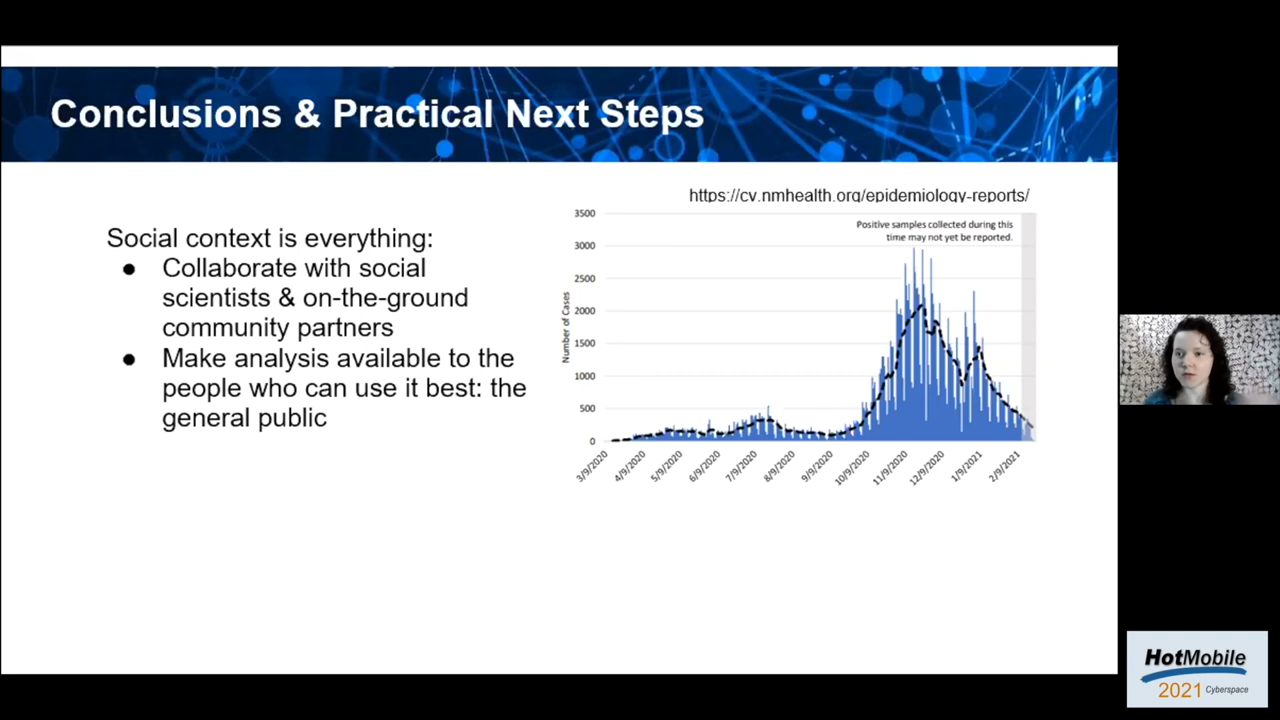 Conclusions & Practical Next Steps
https://cv.nmhealth.org/epidemiology-reports/
Social context is everything:
● Collaborate with social
scientists & on-the-ground
community partners
● Make analysis available to the
people who can use it best: the
general public
Positive samples collected during this
time may not yet be reported.
Number of Cases
3500
3000
2500
2000
1500
1000
500
0
3/9/2020
4/9/2020
5/9/2020
6/9/2020
7/9/2020
8/9/2020
9/9/2020
10/9/2020
11/9/2020
12/9/2020
1/9/2021
2/9/2021
HotMobile
2021 Cyberspace